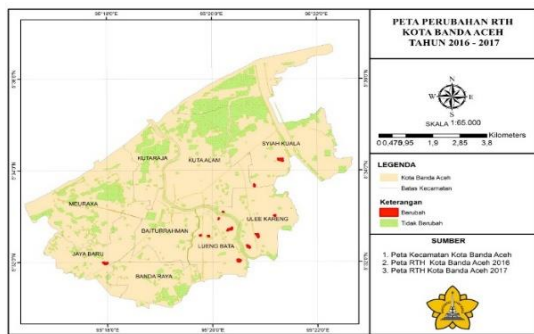 PETA PERUBAHAN RTH
KOTA BANDA ACEH
TAHUN 2016 - 2017
N
W E
S
SKALA 1:65.000
0 0,475 0,95 1,9 2,85 3,8
Kilometers
LEGENDA
Kota Banda Aceh
Batas Kecamatan
Keterangan
Berubah
Tidak Berubah
SUMBER
1. Peta Kecamatan Kota Banda Aceh
2. Peta RTH Kota Banda Aceh 2016
3. Peta RTH Kota Banda Aceh 2017
SYIAH KUALA
KUTARAJA
KUTA ALAM
MEURAXA
ULEE KARENG
BAITURRAHMAN
LUENG BATA
JAYA BARU
BANDA RAYA